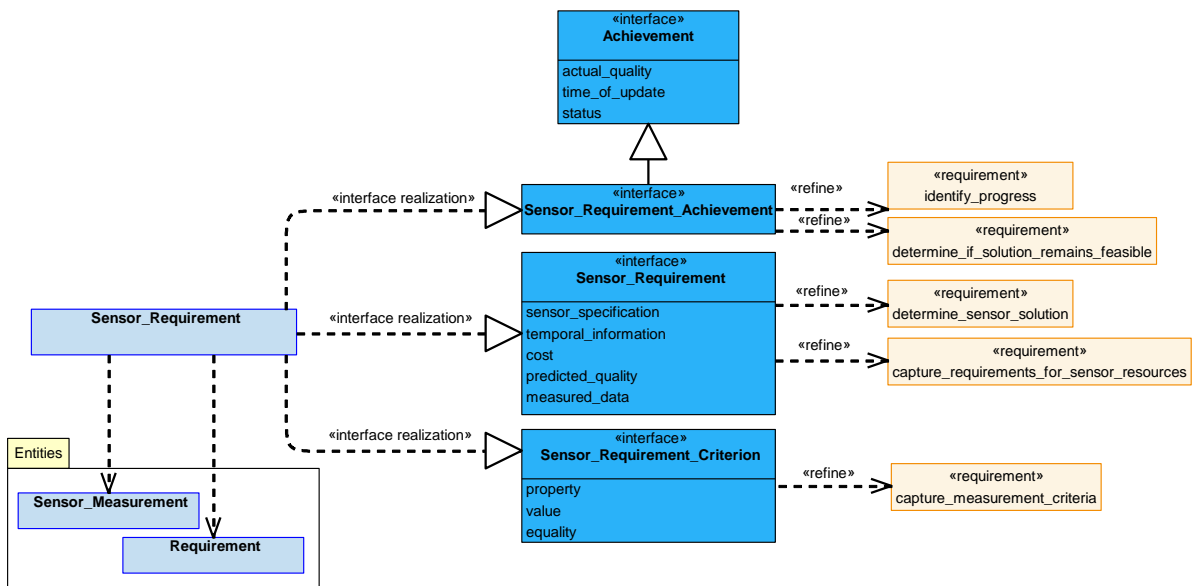 «interface»
Achievement
actual_quality
time_of_update
status
«interface realization»
«interface»
Sensor_Requirement_Achievement
«refine»
«requirement»
identify_progress
«refine»
«requirement»
determine_if_solution_remains_feasible
«interface»
Sensor_Requirement
sensor_specification
temporal_information
cost
predicted_quality
measured_data
«refine»
«requirement»
determine_sensor_solution
Sensor_Requirement
«interface realization»
«refine»
«requirement»
capture_requirements_for_sensor_resources
«interface realization»
«interface»
Sensor_Requirement_Criterion
property
value
equality
«refine»
«requirement»
capture_measurement_criteria
Entities
Sensor_Measurement
Requirement